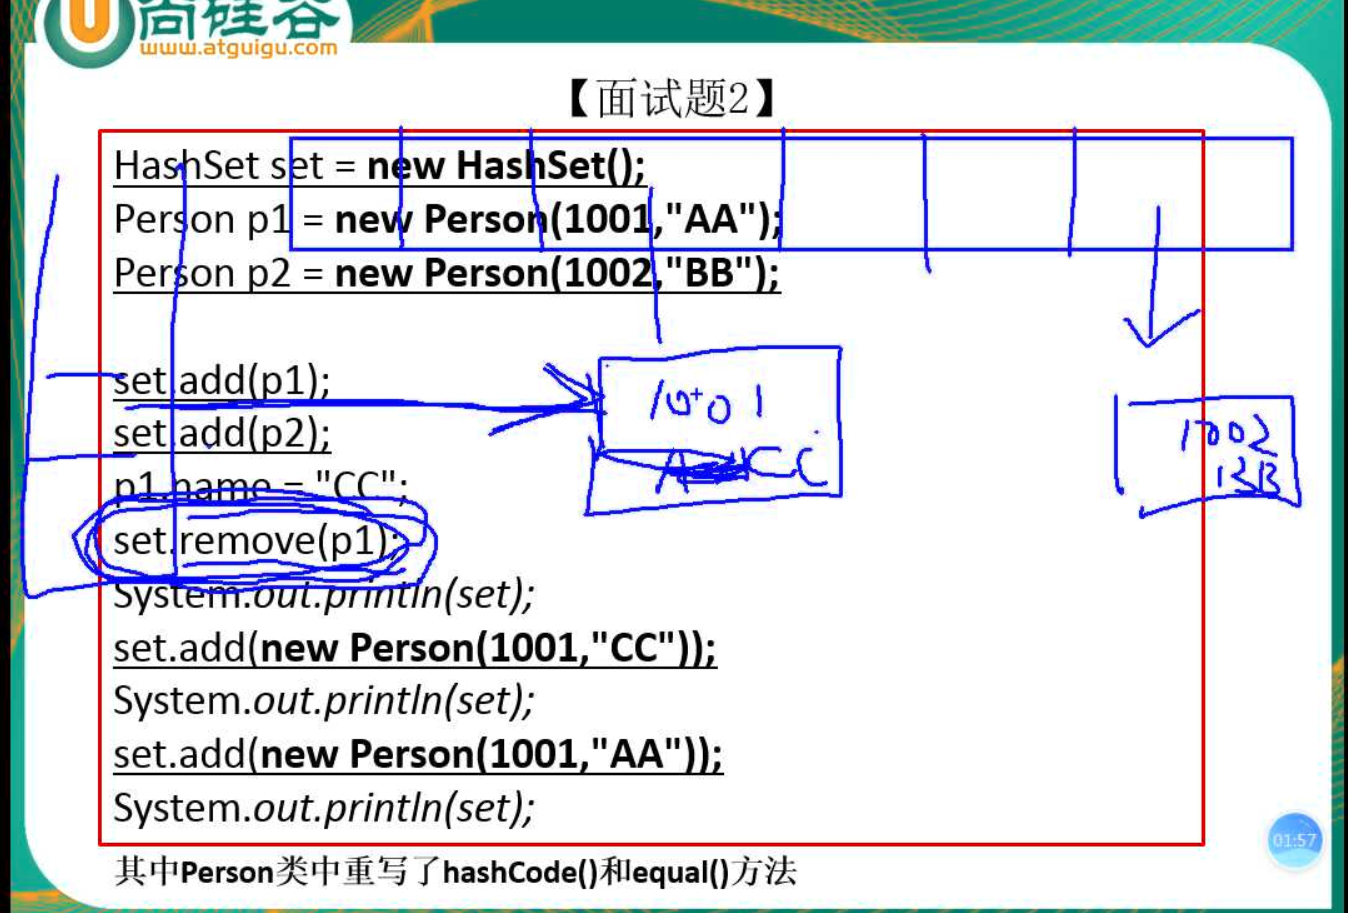 尚硅谷
www.atguigu.com
【面试题2】
HashSet set = new HashSet();
Person p1 = new Person(1001,"AA");
Person p2 = new Person(1002,"BB");
set.add(p1);
1001
1002
set.add(p2);
CC
BB
p1.name = "CC";
set.remove(p1);
System.out.println(set);
set.add(new Person(1001,"CC"));
System.out.println(set);
set.add(new Person(1001,"AA"));
System.out.println(set);
01:57
其中Person类中重写了hashCode()和equal()方法